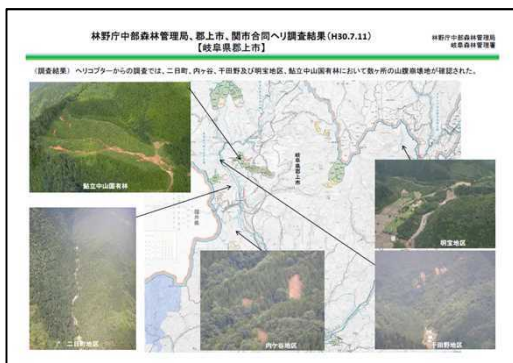 林野庁中部森林管理局、郡上市、関市合同ヘリ調査結果（H30.7.11）
【岐阜県郡上市】
林野庁中部森林管理局
岐阜森林管理署
（調査結果） ヘリコプターからの調査では、二日町、内ヶ谷、干田野及び明宝地区、鮎立中山国有林において数ヶ所の山腹崩壊地が確認された。
鮎立中山国有林
岐阜県郡上市
明宝地区
福井県
二日町地区
内ケ谷地区
干田野地区